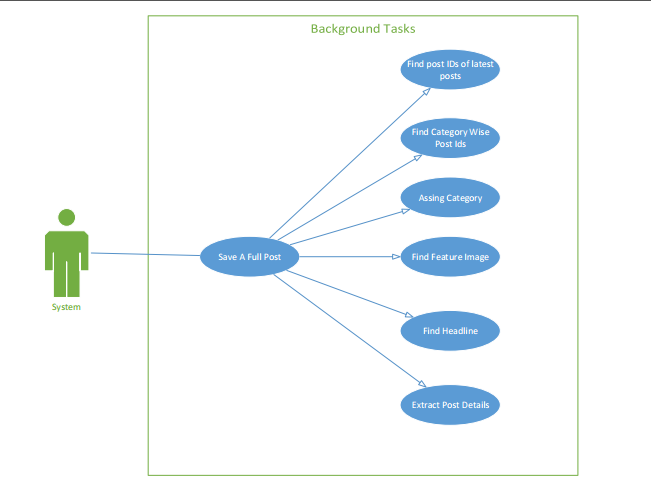 Background Tasks
Find post IDs of latest
posts
Find Category Wise
Post Ids
Assing Category
Save A Full Post
Find Feature Image
System
Find Headline
Extract Post Details